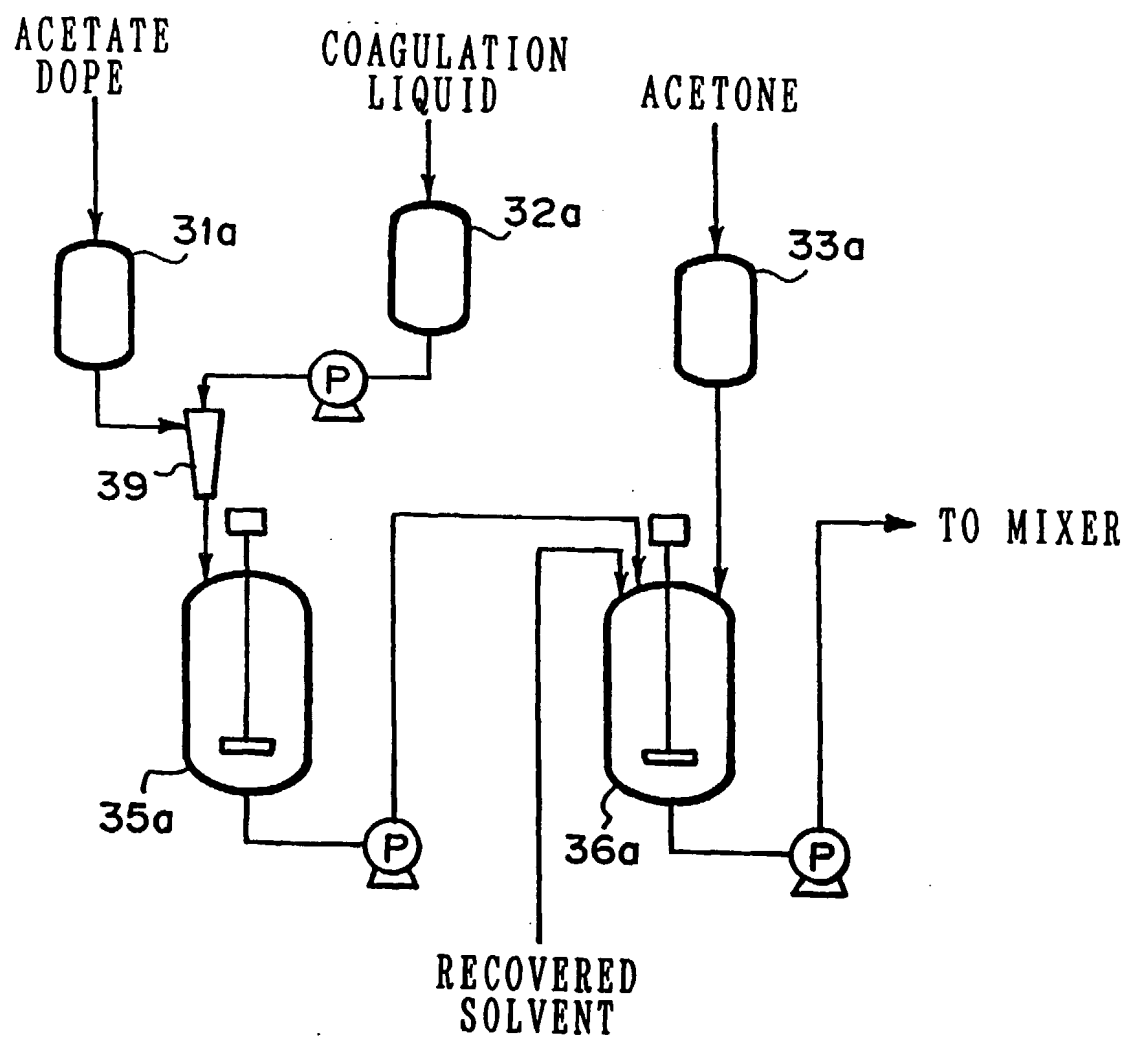 ACETATE
DOPE
COAGULATION
LIQUID
ACETONE
31a
32a
33a
P
39
TO MIXER
35a
P
36a
P
RECOVERED
SOLVENT